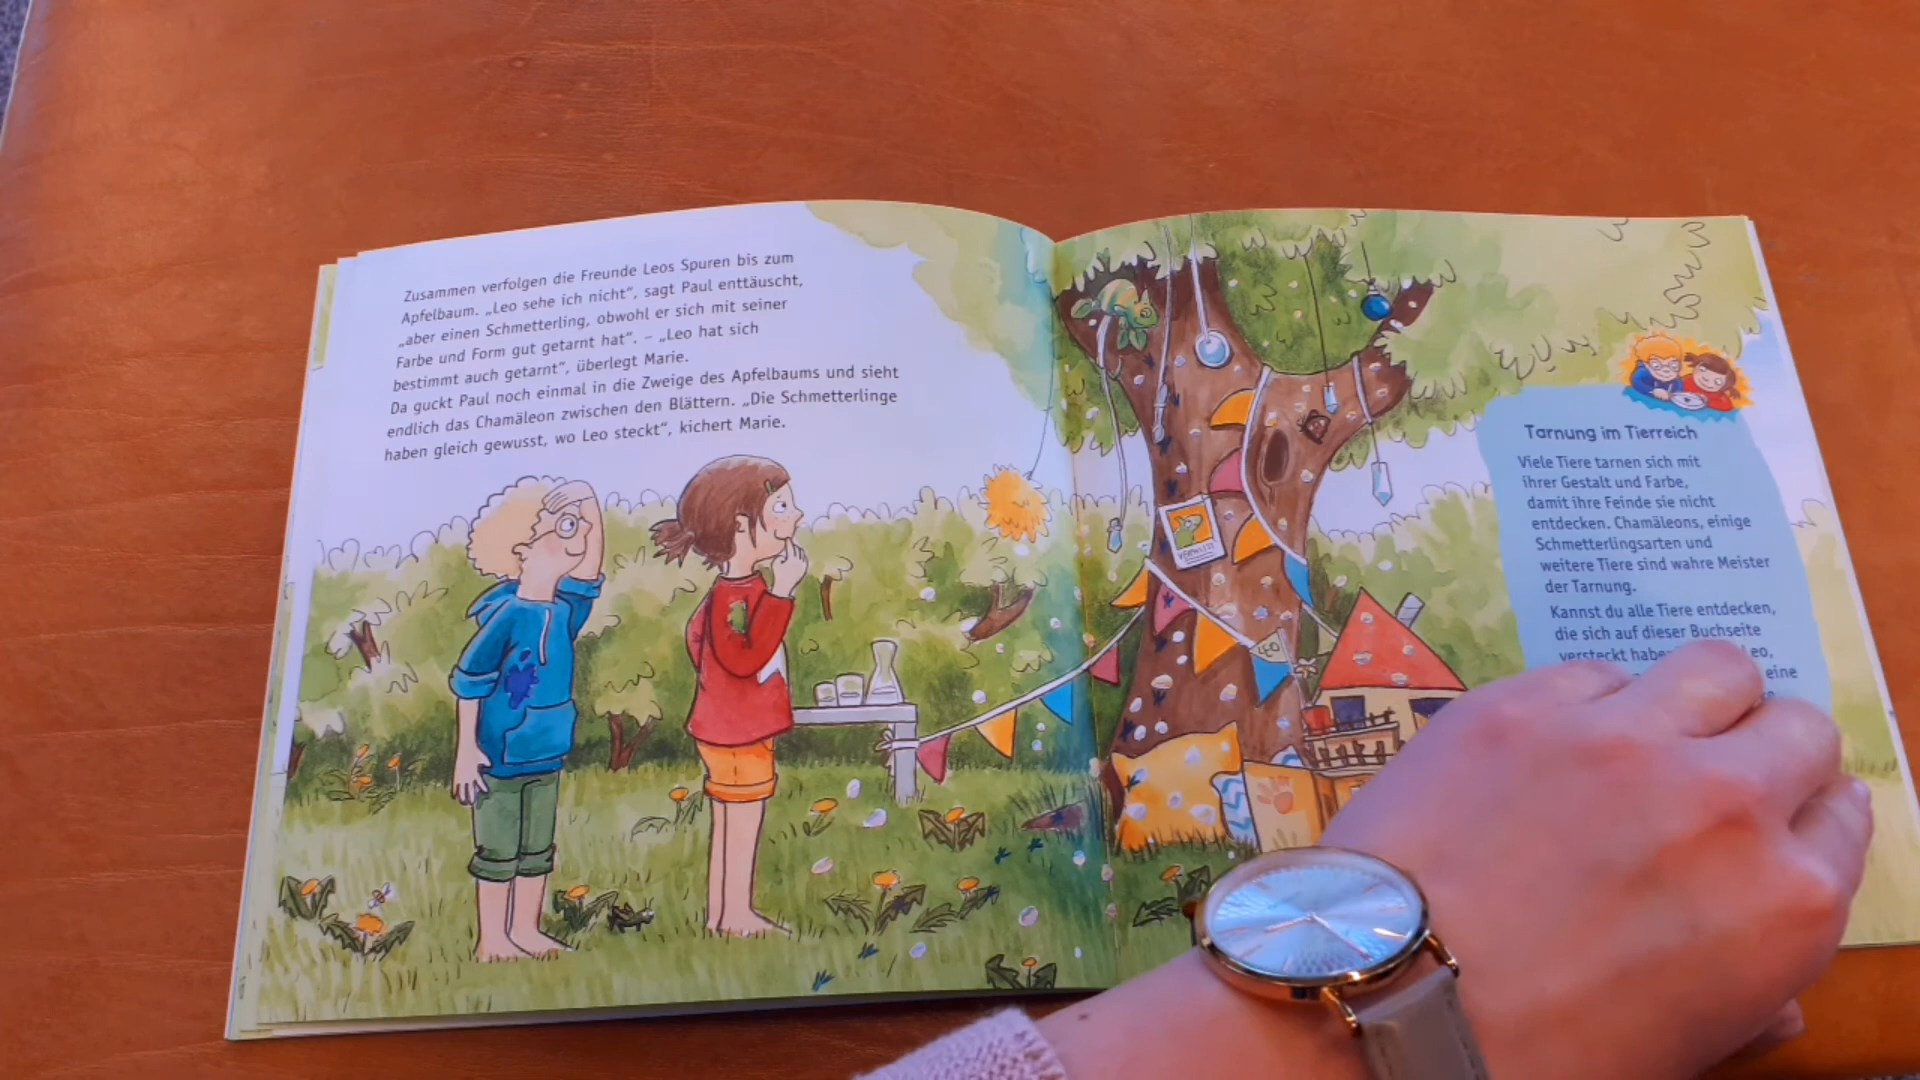 Zusammen verfolgen die Freunde Leos Spuren bis zum
Apfelbaum. „Leo sehe ich nicht“, sagt Paul enttäuscht,
„aber einen Schmetterling, obwohl er sich mit seiner
Farbe und Form gut getarnt hat“. – „Leo hat sich
bestimmt auch getarnt“, überlegt Marie.
Da guckt Paul noch einmal in die Zweige des Apfelbaums und sieht
endlich das Chamäleon zwischen den Blättern. „Die Schmetterlinge
haben gleich gewusst, wo Leo steckt“, kichert Marie.
VERMISST
LEO
Tarnung im Tierreich
Viele Tiere tarnen sich mit
ihrer Gestalt und Farbe,
damit ihre Feinde sie nicht
entdecken. Chamäleons, einige
Schmetterlingsarten und
weitere Tiere sind wahre Meister
der Tarnung.
Kannst du alle Tiere entdecken,
die sich auf dieser Buchseite
versteckt Leo,
eine